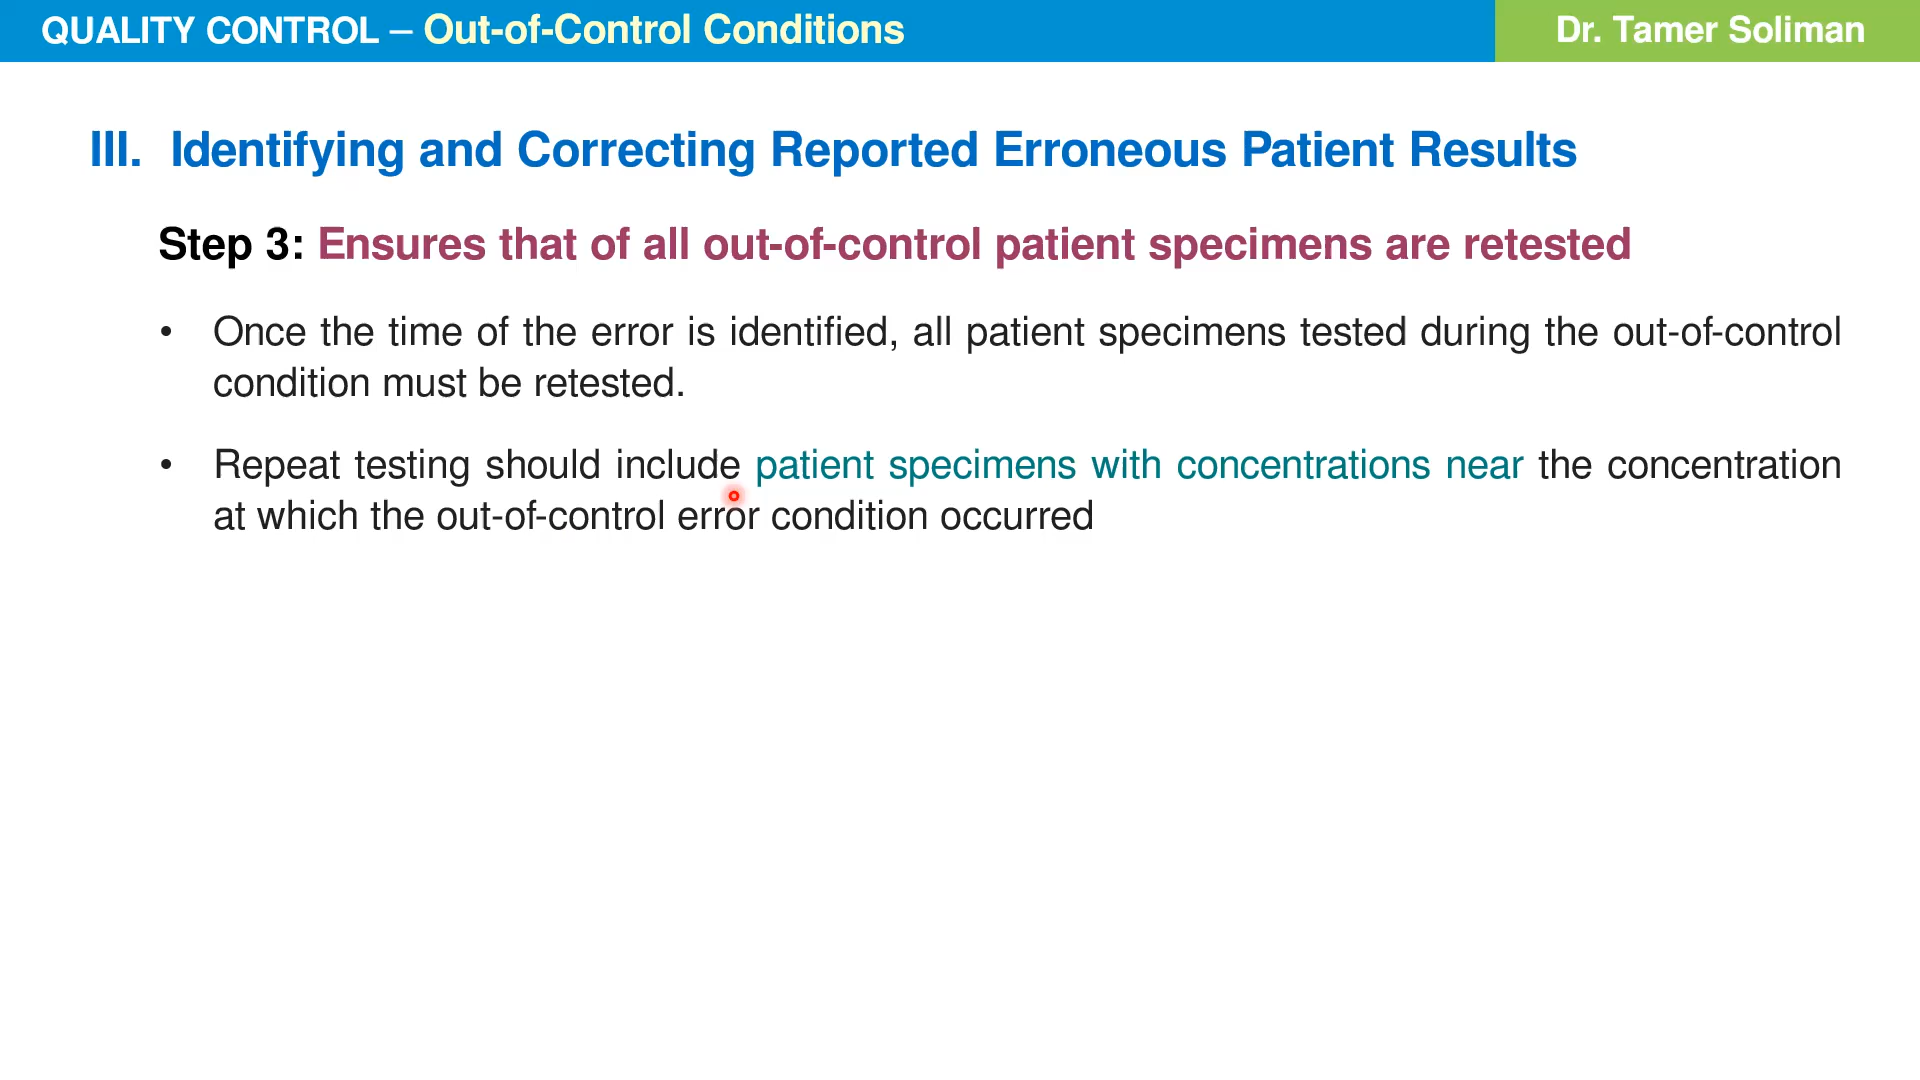 QUALITY CONTROL – Out-of-Control Conditions
Dr. Tamer Soliman
III. Identifying and Correcting Reported Erroneous Patient Results
Step 3: Ensures that of all out-of-control patient specimens are retested
• Once the time of the error is identified, all patient specimens tested during the out-of-control
condition must be retested.
• Repeat testing should include patient specimens with concentrations near the concentration
at which the out-of-control error condition occurred